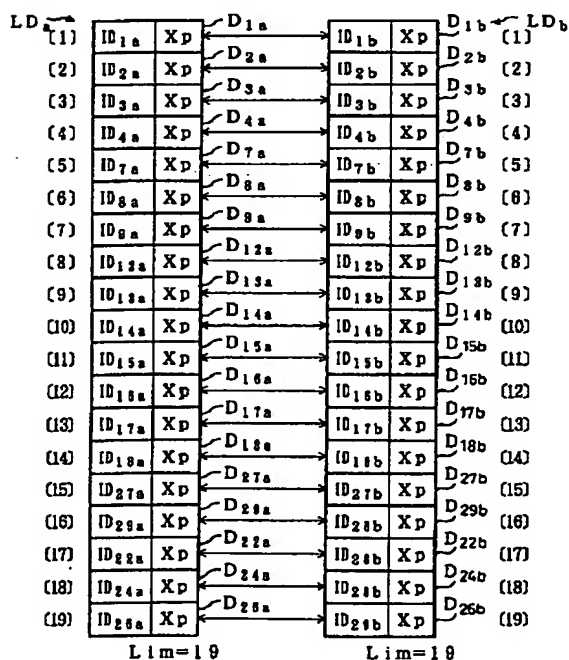 LDa D1a D1b LDb
[1] ID1a Xp ID1b Xp [1]
D2a D2b
[2] ID2a Xp ID2b Xp [2]
D3a D3b
[3] ID3a Xp ID3b Xp [3]
D4a D4b
[4] ID4a Xp ID4b Xp [4]
D7a D7b
[5] ID7a Xp ID7b Xp [5]
D8a D8b
[6] ID8a Xp ID8b Xp [6]
D9a D9b
[7] ID9a Xp ID9b Xp [7]
D12a D12b
[8] ID12a Xp ID12b Xp [8]
D13a D13b
[9] ID13a Xp ID13b Xp [9]
D14a D14b
[10] ID14a Xp ID14b Xp [10]
D15a D15b
[11] ID15a Xp ID15b Xp [11]
D16a D16b
[12] ID16a Xp ID16b Xp [12]
D17a D17b
[13] ID17a Xp ID17b Xp [13]
D18a D18b
[14] ID18a Xp ID18b Xp [14]
D27a D27b
[15] ID27a Xp ID27b Xp [15]
D29a D29b
[16] ID29a Xp Xp [16]
D22a D22b
[17] ID22a Xp Xp [17]
D24a D24b
[18] ID24a Xp Xp [18]
D26a D26b
[19] ID26a Xp Xp [19]
Lim=19 Lim=19